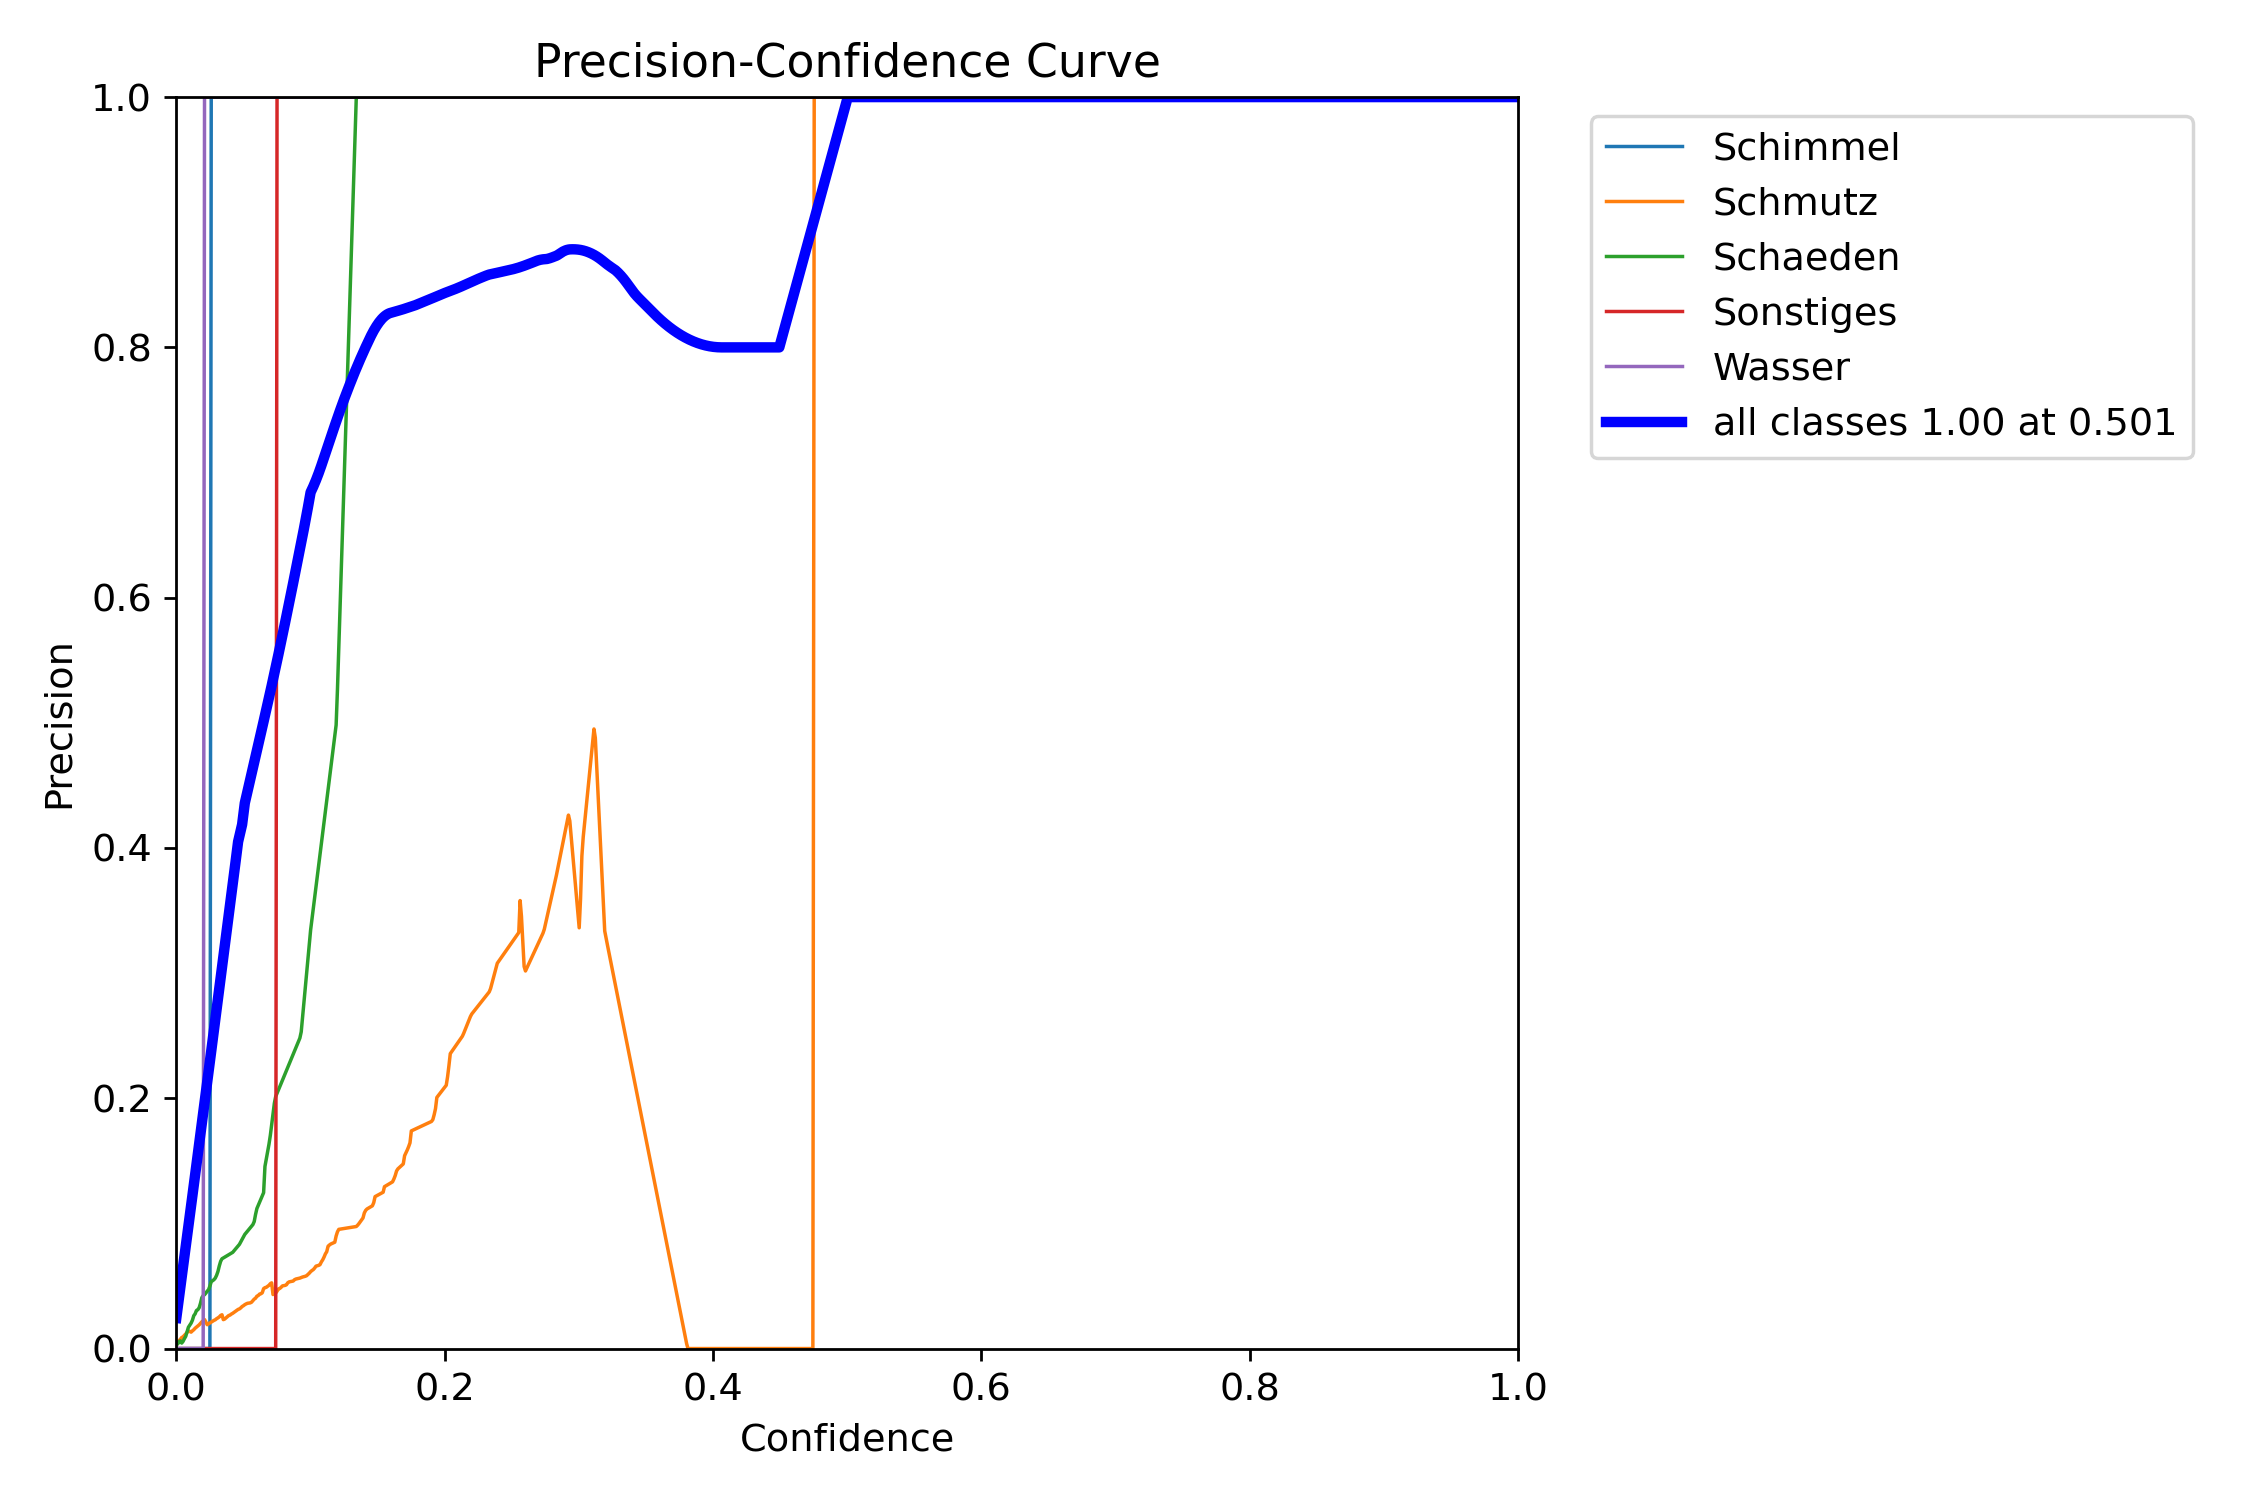 Precision-Confidence Curve
1.0
0.8
0.6
0.4
0.2
0.0
Precision
0.0 0.2 0.4 0.6 0.8 1.0
Confidence
Schimmel
Schmutz
Schaeden
Sonstiges
Wasser
all classes 1.00 at 0.501